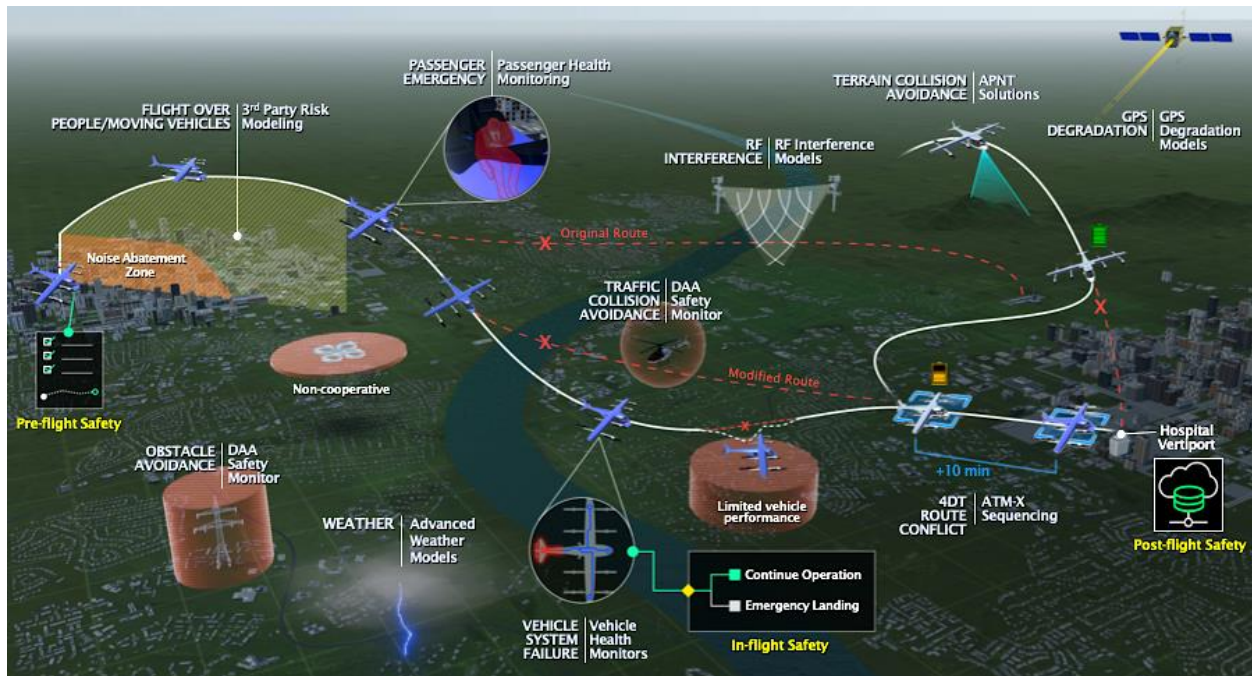 PASSENGER
EMERGENCY
Passenger Health
Monitoring
TERRAIN COLLISION
AVOIDANCE
APNT
Solutions
FLIGHT OVER
PEOPLE/MOVING VEHICLES
3rd Party Risk
Modeling
GPS
DEGRADATION
GPS
Degradation
Models
RF
INTERFERENCE
RF Interference
Models
Original Route
Noise Abatement
Zone
TRAFFIC
COLLISION
AVOIDANCE
DAA
Safety
Monitor
Non-cooperative
Modified Route
Pre-flight Safety
Hospital
Vertiport
OBSTACLE
AVOIDANCE
DAA
Safety
Monitor
+10 min
Limited vehicle
performance
4DT
ROUTE
CONFLICT
ATM-X
Sequencing
WEATHER
Advanced
Weather
Models
Post-flight Safety
Continue Operation
Emergency Landing
VEHICLE
SYSTEM
FAILURE
Vehicle
Health
Monitors
In-flight Safety